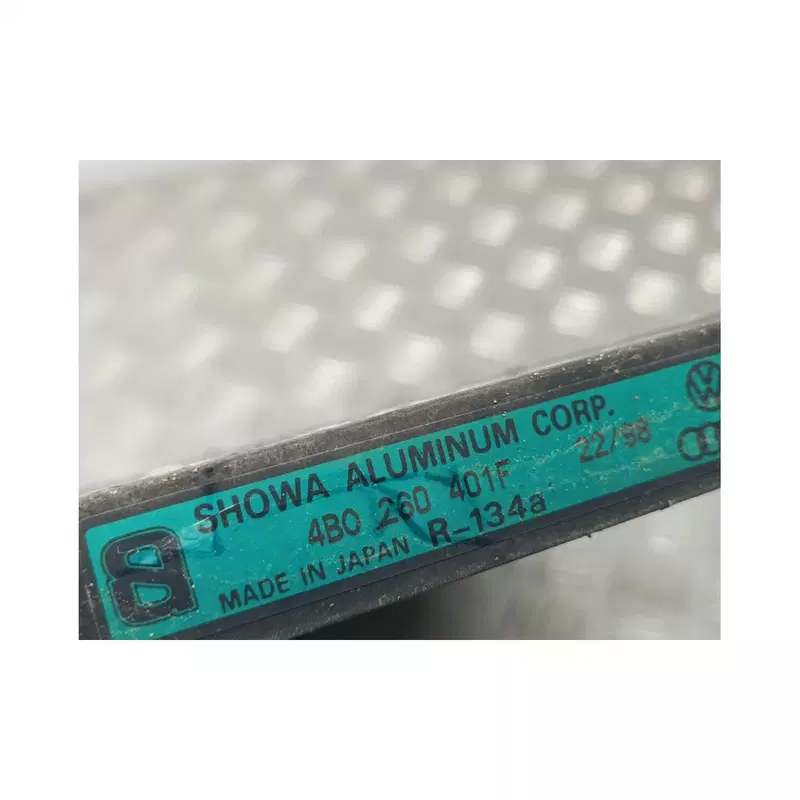 SHOWA ALUMINUM CORP.
4B0 260 401F 22/98
MADE IN JAPAN R-134a